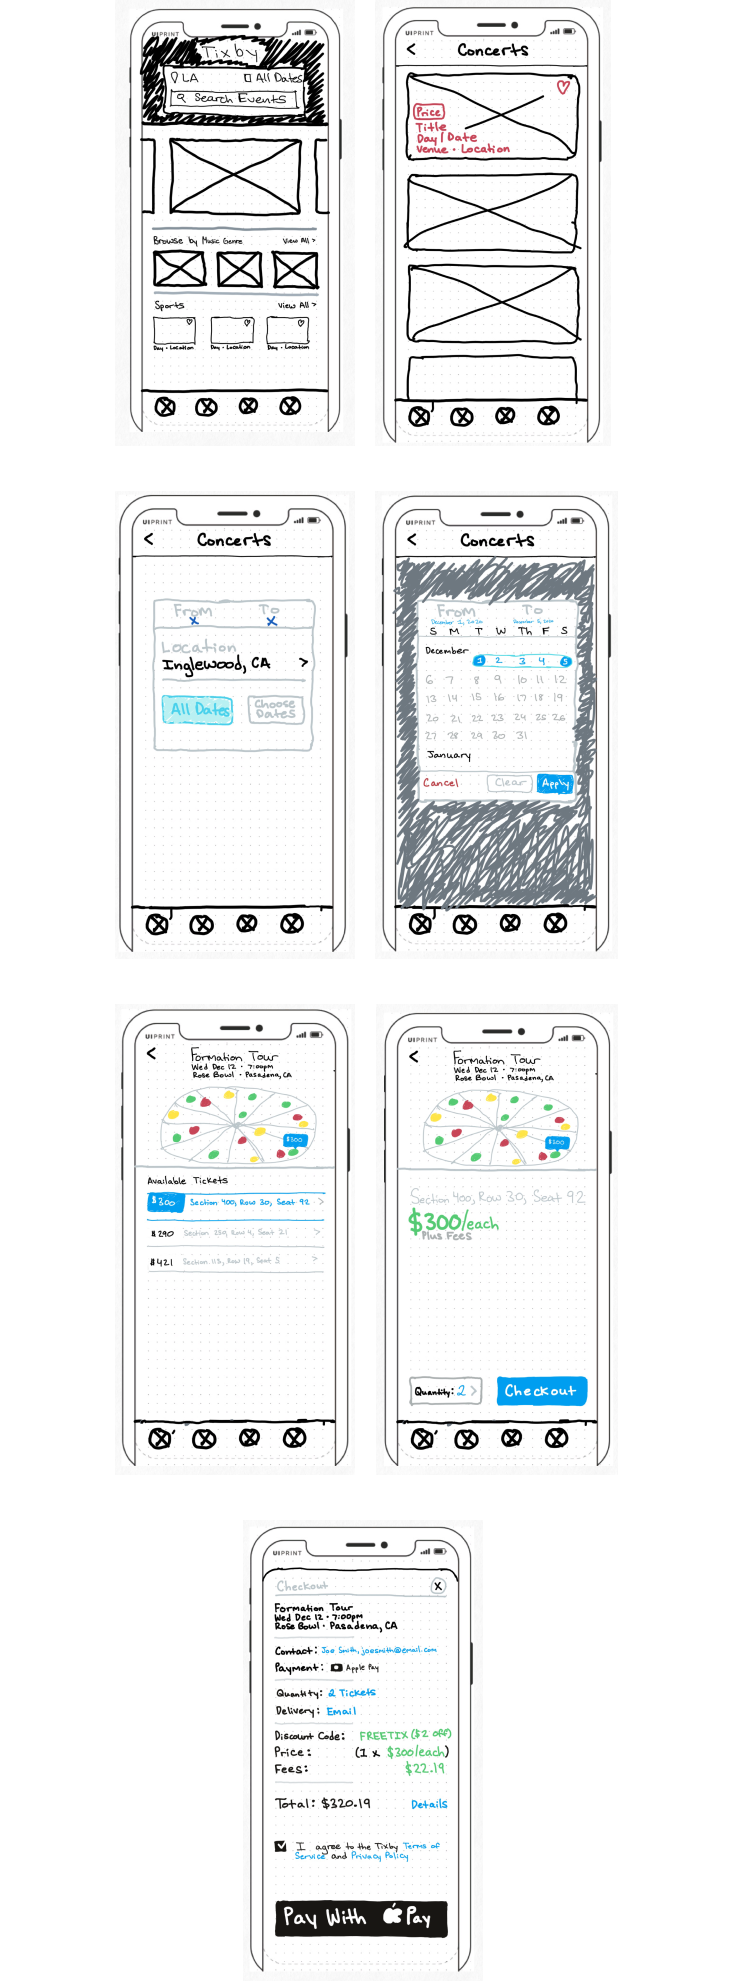 UIPRINT
Tixby
LA All Dates
Search Events
Browse by Music Genre View All >
Sports View All >
Day · Location Day · Location Day · Location
UIPRINT
< Concerts
Price
Title
Day/Date
Venue · Location
UIPRINT
< Concerts
From To
X X
Location
Inglewood, CA >
All Dates Choose Dates
UIPRINT
< Concerts
From To
December 1, 2020 December 5, 2020
S M T W Th F S
December
1 2 3 4 5
6 7 8 9 10 11 12
13 14 15 16 17 18 19
20 21 22 23 24 25 26
27 28 29 30 31
January
Cancel Clear Apply
UIPRINT
< Formation Tour
Wed Dec 12 · 7:00pm
Rose Bowl · Pasadena, CA
$300
Available Tickets
$300 Section 400, Row 30, Seat 92 >
$290 Section 250, Row 4, Seat 21 >
$421 Section 115, Row 19, Seat 5 >
UIPRINT
< Formation Tour
Wed Dec 12 · 7:00pm
Rose Bowl · Pasadena, CA
$300
Section 400, Row 30, Seat 92
$300/each
Plus Fees
Quantity: 2 > Checkout
UIPRINT
Checkout X
Formation Tour
Wed Dec 12 · 7:00pm
Rose Bowl · Pasadena, CA
Contact: Joe Smith, joesmith@email.com
Payment: Apple Pay
Quantity: 2 Tickets
Delivery: Email
Discount Code: FREETIX ($2 off)
Price: (1 x $300/each)
Fees: $22.19
Total: $320.19 Details
I agree to the Tixby Terms of
Service and Privacy Policy
Pay With Pay